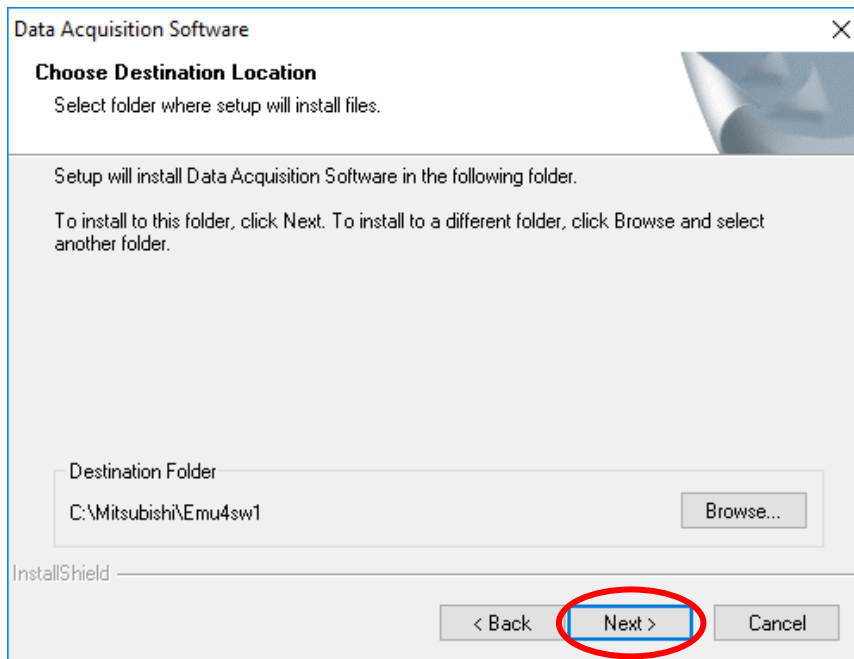 Data Acquisition Software
Choose Destination Location
Select folder where setup will install files.
Setup will install Data Acquisition Software in the following folder.
To install to this folder, click Next. To install to a different folder, click Browse and select
another folder.
Destination Folder
C:\Mitsubishi\Emu4sw1
Browse...
InstallShield
< Back
Next >
Cancel